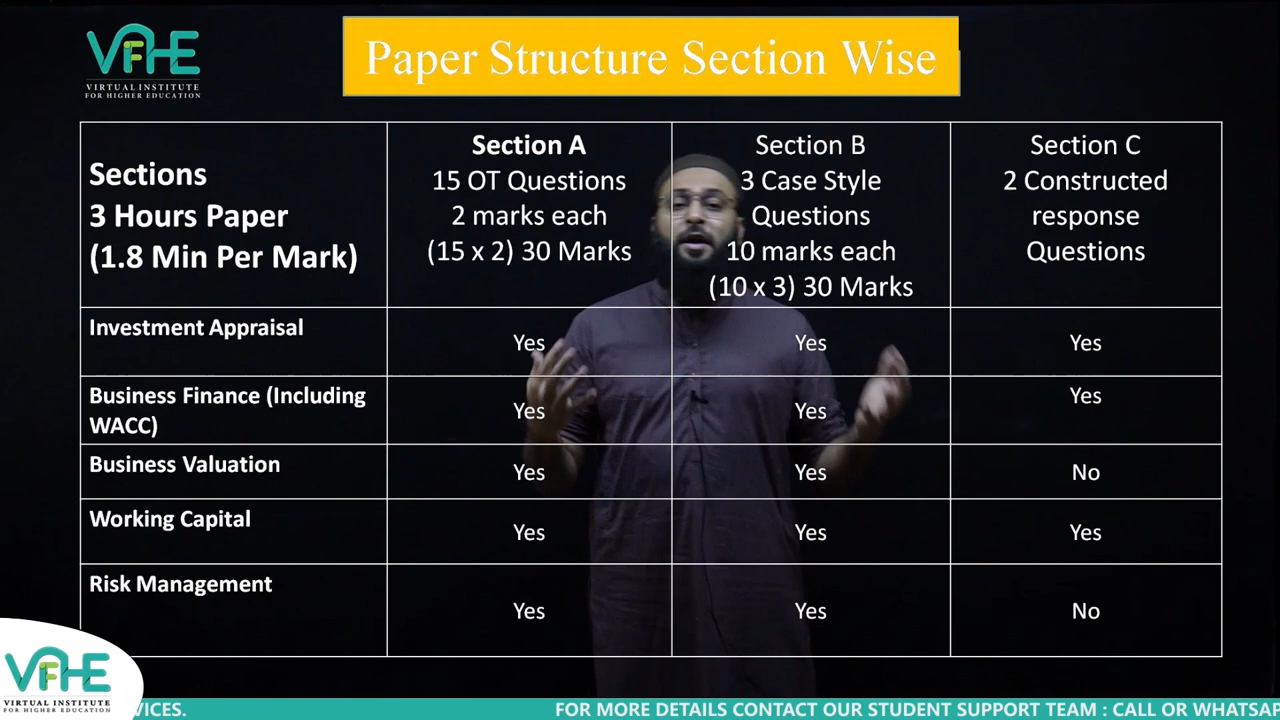 VFHE
VIRTUAL INSTITUTE
FOR HIGHER EDUCATION
Paper Structure Section Wise
Sections
3 Hours Paper
(1.8 Min Per Mark)
Section A
15 OT Questions
2 marks each
(15 x 2) 30 Marks
Section B
3 Case Style
Questions
10 marks each
(10 x 3) 30 Marks
Section C
2 Constructed
response
Questions
Investment Appraisal
Yes
Yes
Yes
Business Finance (Including
WACC)
Yes
Yes
Yes
Business Valuation
Yes
Yes
No
Working Capital
Yes
Yes
Yes
Risk Management
Yes
Yes
No
VFHE
VIRTUAL INSTITUTE
FOR HIGHER EDUCATION
VICES. FOR MORE DETAILS CONTACT OUR STUDENT SUPPORT TEAM : CALL OR WHATSAP